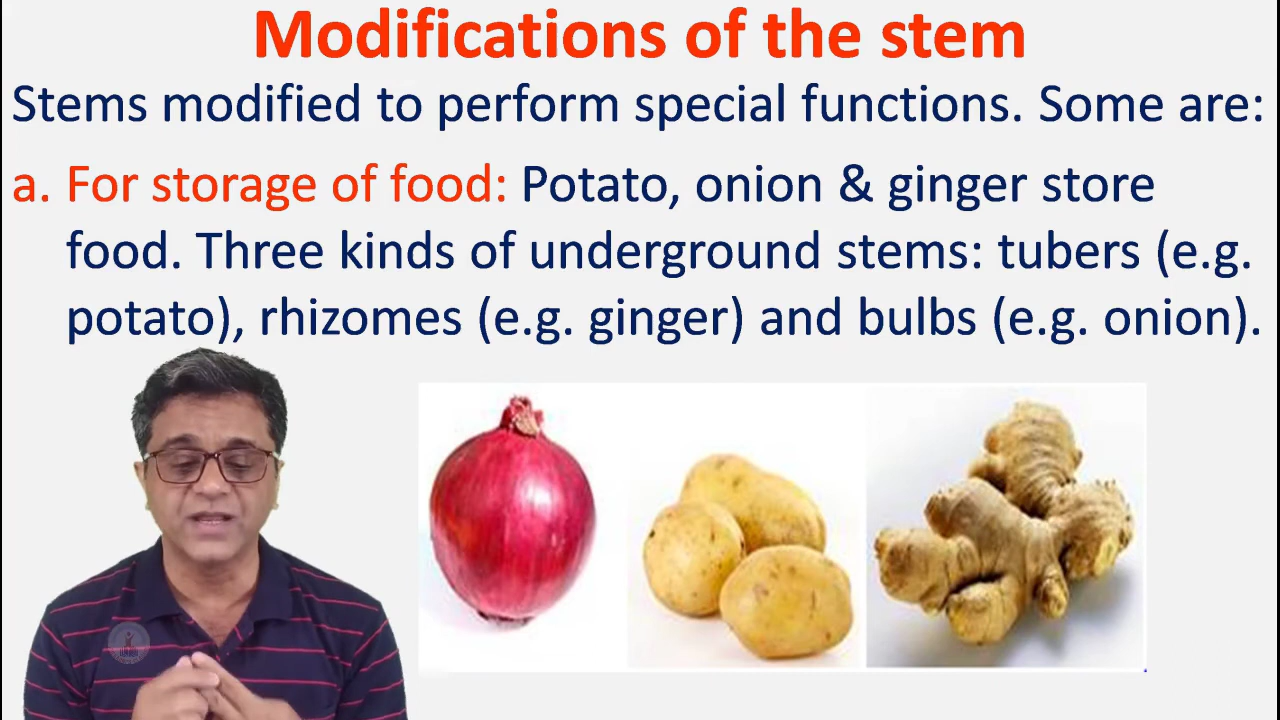 Modifications of the stem
Stems modified to perform special functions. Some are:
a. For storage of food: Potato, onion & ginger store
food. Three kinds of underground stems: tubers (e.g.
potato), rhizomes (e.g. ginger) and bulbs (e.g. onion).